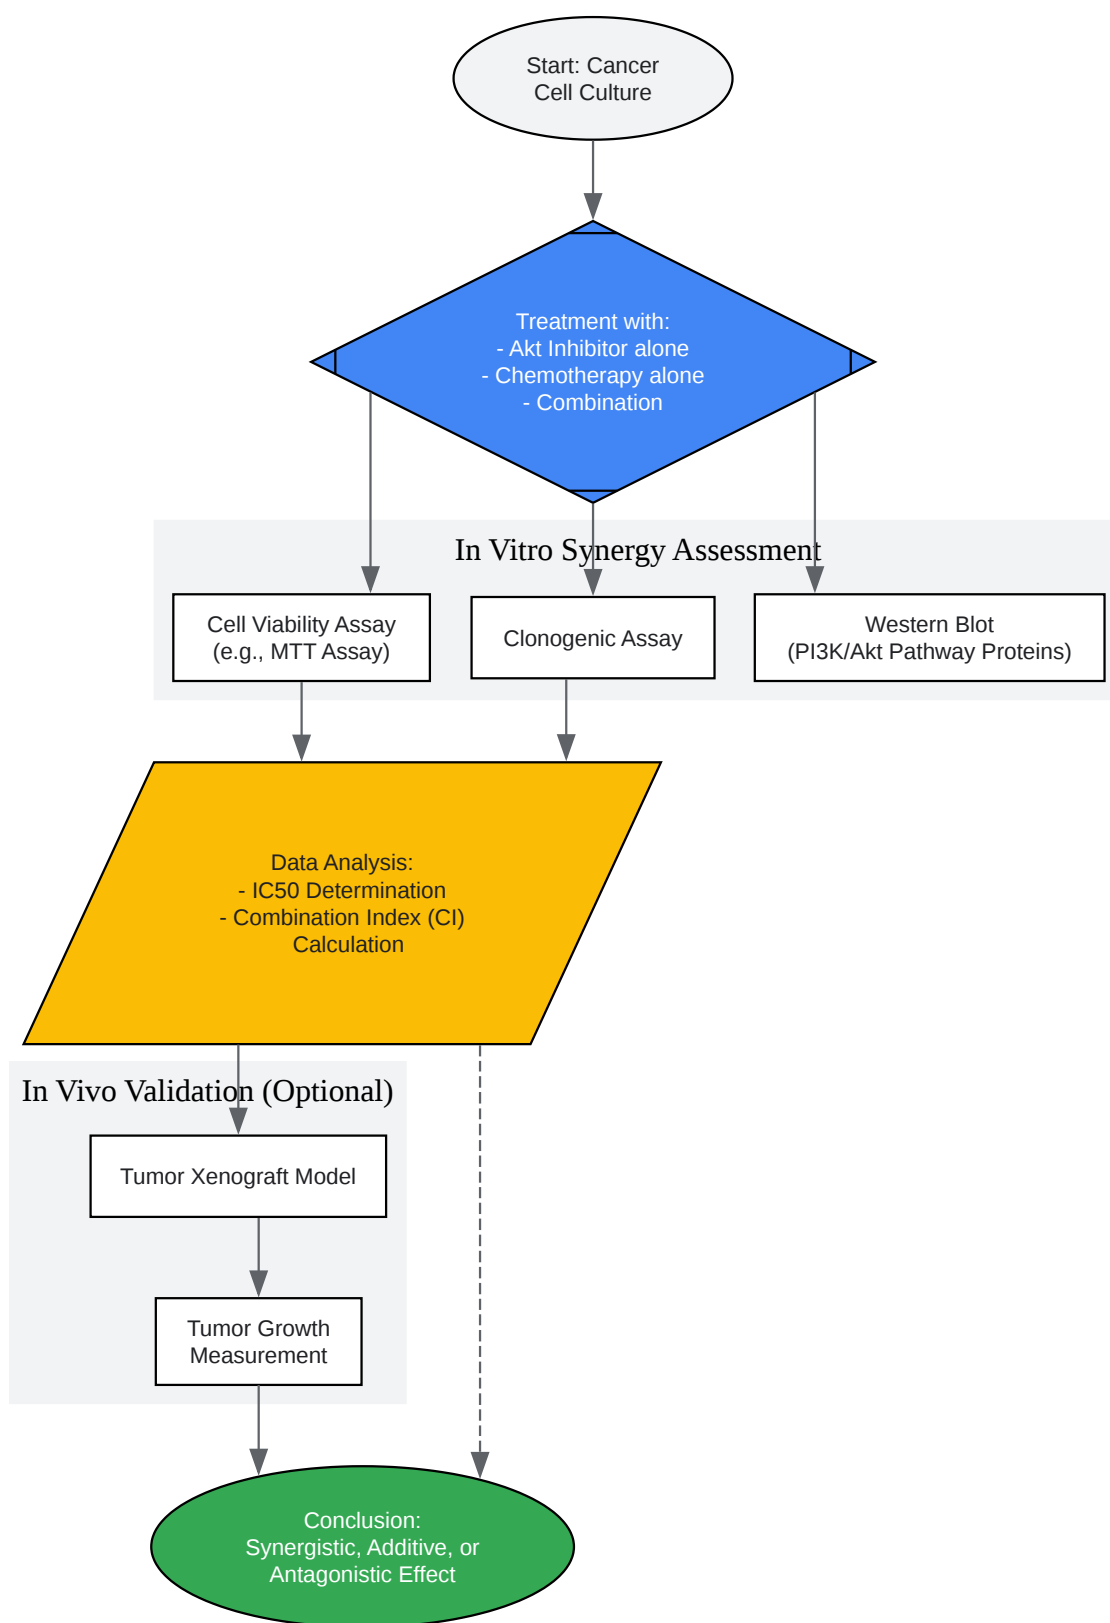 Start: Cancer
Cell Culture
Treatment with:
- Akt Inhibitor alone
- Chemotherapy alone
- Combination
In Vitro Synergy Assessment
Cell Viability Assay
(e.g., MTT Assay)
Clonogenic Assay
Western Blot
(PI3K/Akt Pathway Proteins)
Data Analysis:
- IC50 Determination
- Combination Index (CI)
Calculation
In Vivo Validation (Optional)
Tumor Xenograft Model
Tumor Growth
Measurement
Conclusion:
Synergistic, Additive, or
Antagonistic Effect